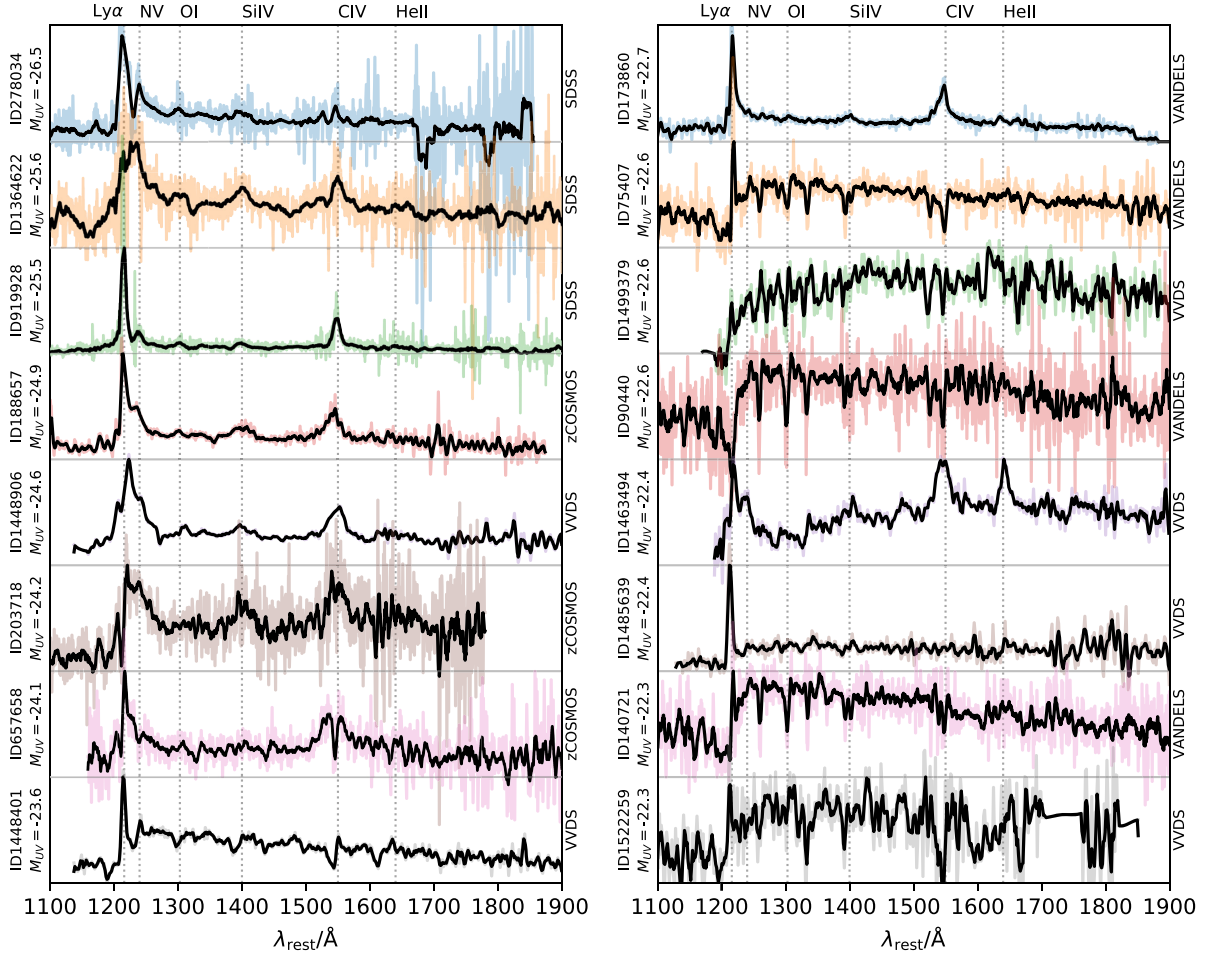 Lyα NV OI SiIV CIV HeII
ID278034
M_UV = −26.5
SDSS
ID1364622
M_UV = −25.6
SDSS
ID919928
M_UV = −25.5
SDSS
ID188657
M_UV = −24.9
zCOSMOS
ID1448906
M_UV = −24.6
VVDS
ID203718
M_UV = −24.2
zCOSMOS
ID657658
M_UV = −24.1
zCOSMOS
ID1448401
M_UV = −23.6
VVDS
1100 1200 1300 1400 1500 1600 1700 1800 1900
λrest/Å
Lyα NV OI SiIV CIV HeII
ID173860
M_UV = −22.7
VANDELS
ID75407
M_UV = −22.6
VANDELS
ID1499379
M_UV = −22.6
VVDS
ID90440
M_UV = −22.6
VANDELS
ID1463494
M_UV = −22.4
VVDS
ID1485639
M_UV = −22.4
VVDS
ID140721
M_UV = −22.3
VANDELS
ID1522259
M_UV = −22.3
VVDS
1100 1200 1300 1400 1500 1600 1700 1800 1900
λrest/Å